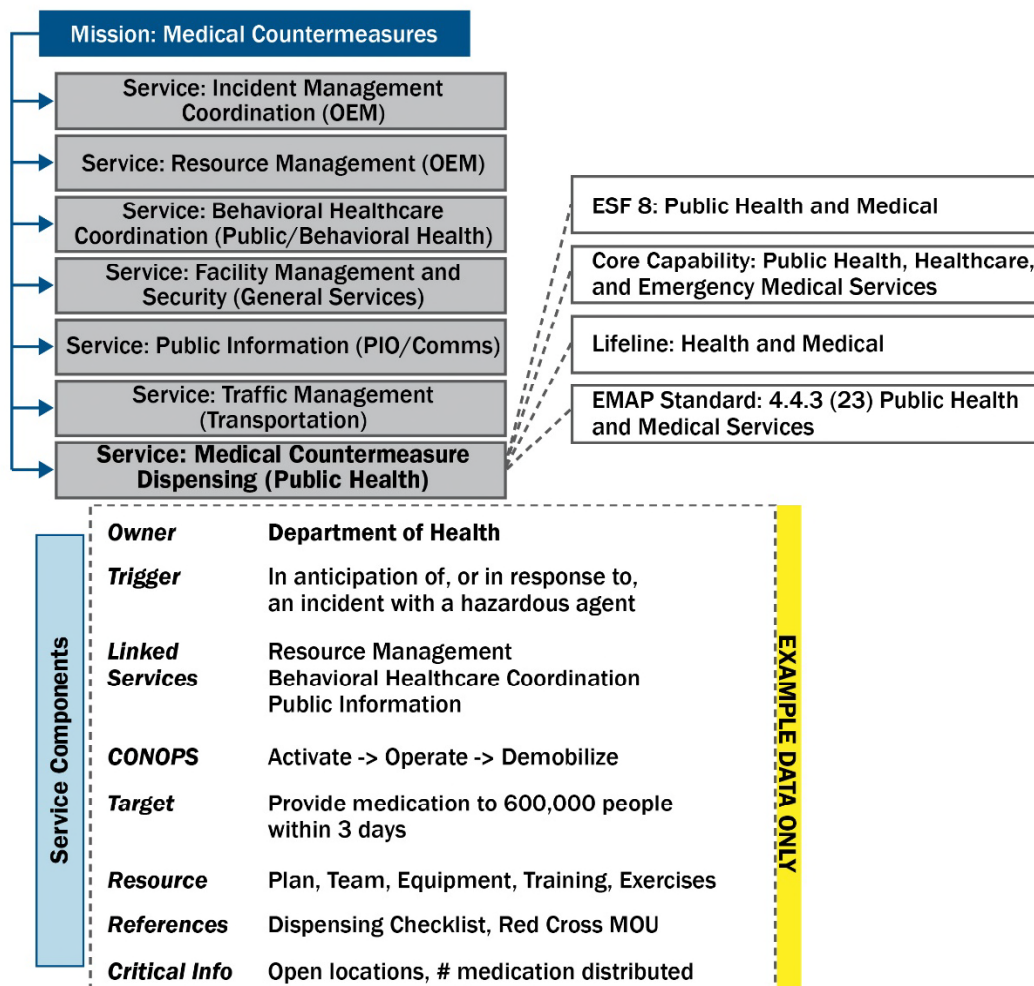 Mission: Medical Countermeasures
Service: Incident Management
Coordination (OEM)
Service: Resource Management (OEM)
Service: Behavioral Healthcare
Coordination (Public/Behavioral Health)
Service: Facility Management and
Security (General Services)
Service: Public Information (PIO/Comms)
Service: Traffic Management
(Transportation)
Service: Medical Countermeasure
Dispensing (Public Health)
ESF 8: Public Health and Medical
Core Capability: Public Health, Healthcare,
and Emergency Medical Services
Lifeline: Health and Medical
EMAP Standard: 4.4.3 (23) Public Health
and Medical Services
Service Components
Owner Department of Health
Trigger In anticipation of, or in response to,
an incident with a hazardous agent
Linked Resource Management
Services Behavioral Healthcare Coordination
Public Information
CONOPS Activate -> Operate -> Demobilize
Target Provide medication to 600,000 people
within 3 days
Resource Plan, Team, Equipment, Training, Exercises
References Dispensing Checklist, Red Cross MOU
Critical Info Open locations, # medication distributed
EXAMPLE DATA ONLY